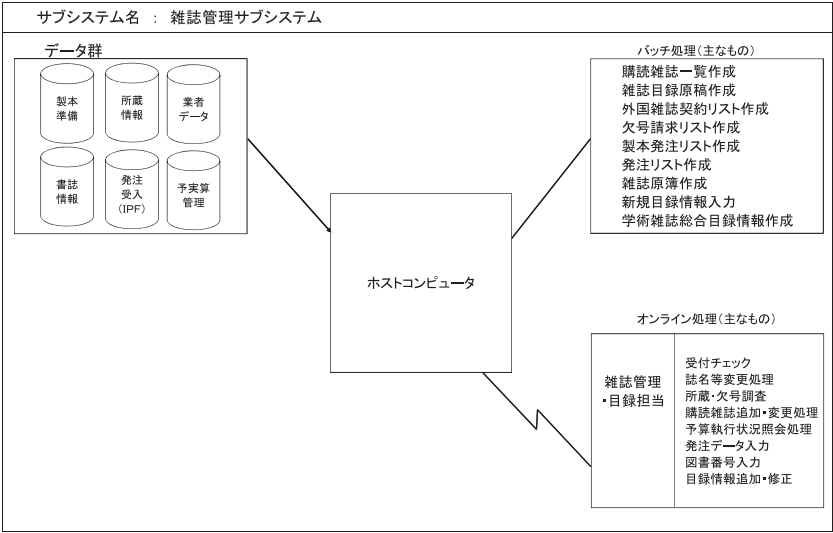 サブシステム名 : 雑誌管理サブシステム
データ群
製本
準備
所蔵
情報
業者
データ
書誌
情報
発注
受入
(IPF)
予実算
管理
ホストコンピュータ
バッチ処理(主なもの)
購読雑誌一覧作成
雑誌目録原稿作成
外国雑誌契約リスト作成
欠号請求リスト作成
製本発注リスト作成
発注リスト作成
雑誌原簿作成
新規目録情報入力
学術雑誌総合目録情報作成
オンライン処理(主なもの)
雑誌管理
・目録担当
受付チェック
誌名等変更処理
所蔵・欠号調査
購読雑誌追加・変更処理
予算執行状況照会処理
発注データ入力
図書番号入力
目録情報追加・修正